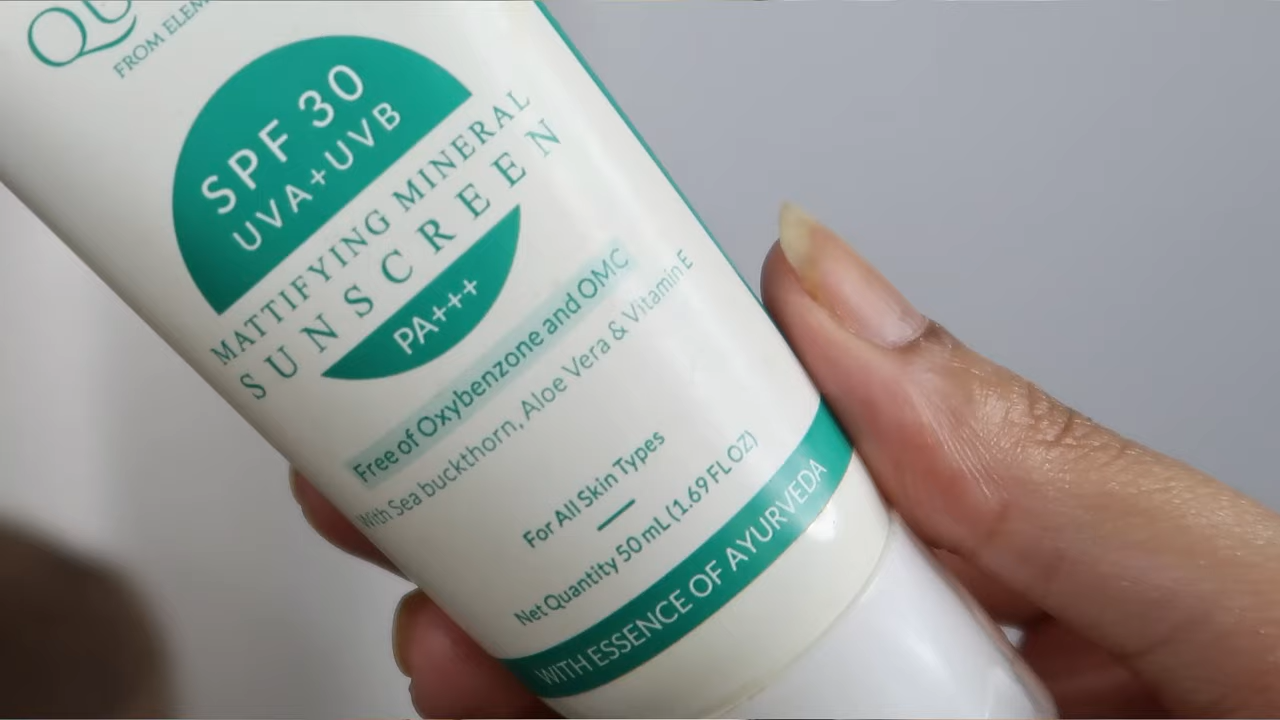 FROM
SPF 30
UVA+UVB
MATTIFYING MINERAL
SUNSCREEN
PA+++
Free of Oxybenzone and OMC
With Sea buckthorn, Aloe Vera & Vitamin E
For All Skin Types
Net Quantity 50 mL (1.69 FL OZ)
WITH ESSENCE OF AYURVEDA